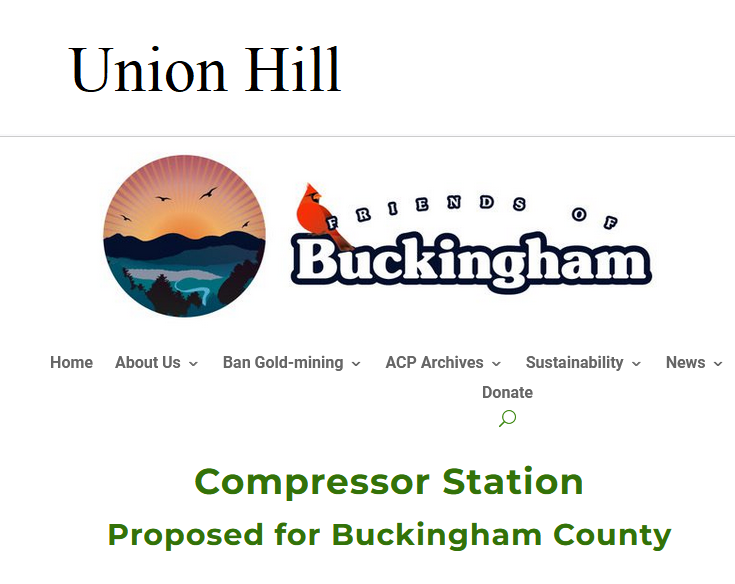 Union Hill
FRIENDS OF
Buckingham
Home About Us Ban Gold-mining ACP Archives Sustainability News
Donate
Compressor Station
Proposed for Buckingham County